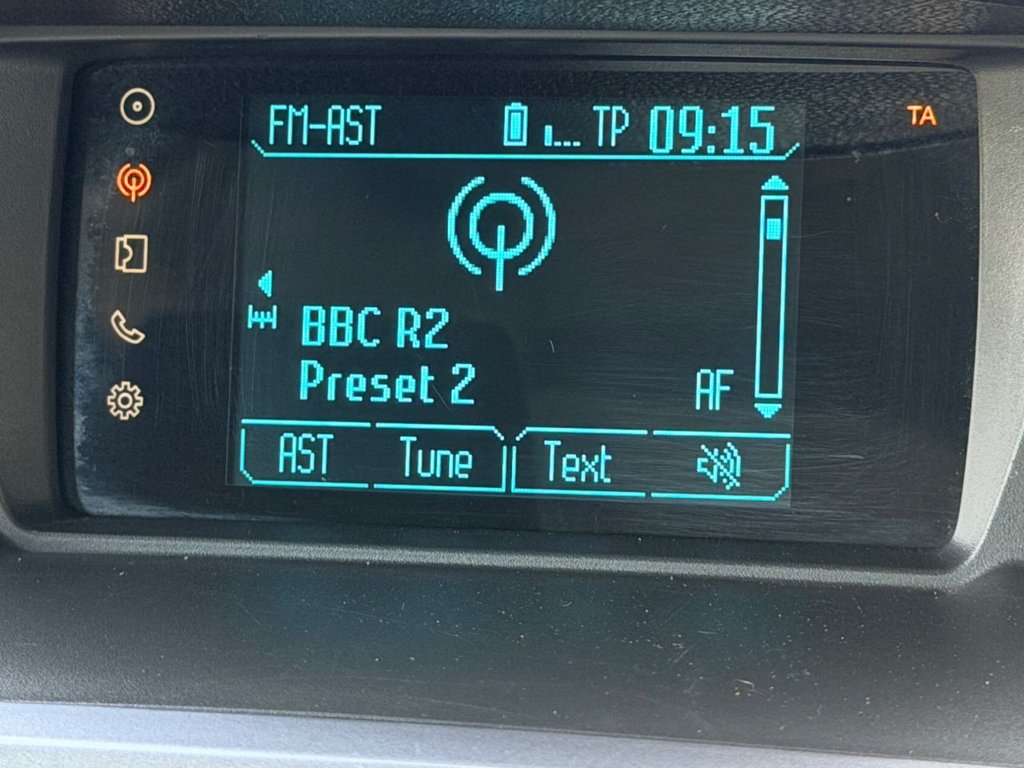 FM-AST TP 09:15 TA
BBC R2
Preset 2
AF
AST Tune Text